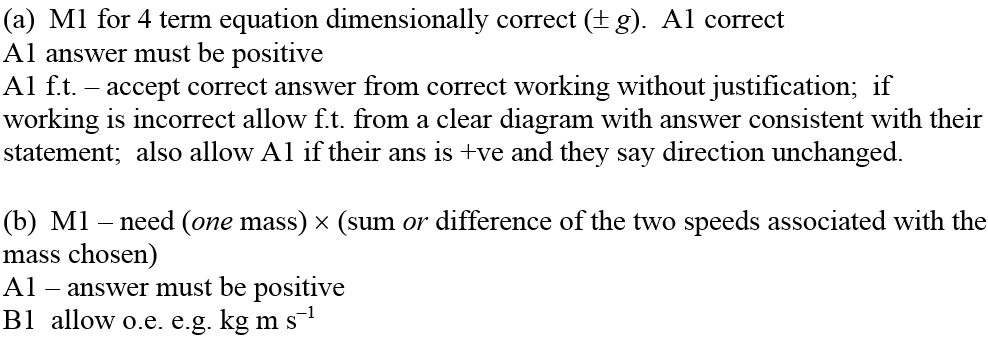 (a) M1 for 4 term equation dimensionally correct (± g). A1 correct
A1 answer must be positive
A1 f.t. – accept correct answer from correct working without justification; if
working is incorrect allow f.t. from a clear diagram with answer consistent with their
statement; also allow A1 if their ans is +ve and they say direction unchanged.
(b) M1 – need (one mass) × (sum or difference of the two speeds associated with the
mass chosen)
A1 – answer must be positive
B1 allow o.e. e.g. kg m s⁻¹